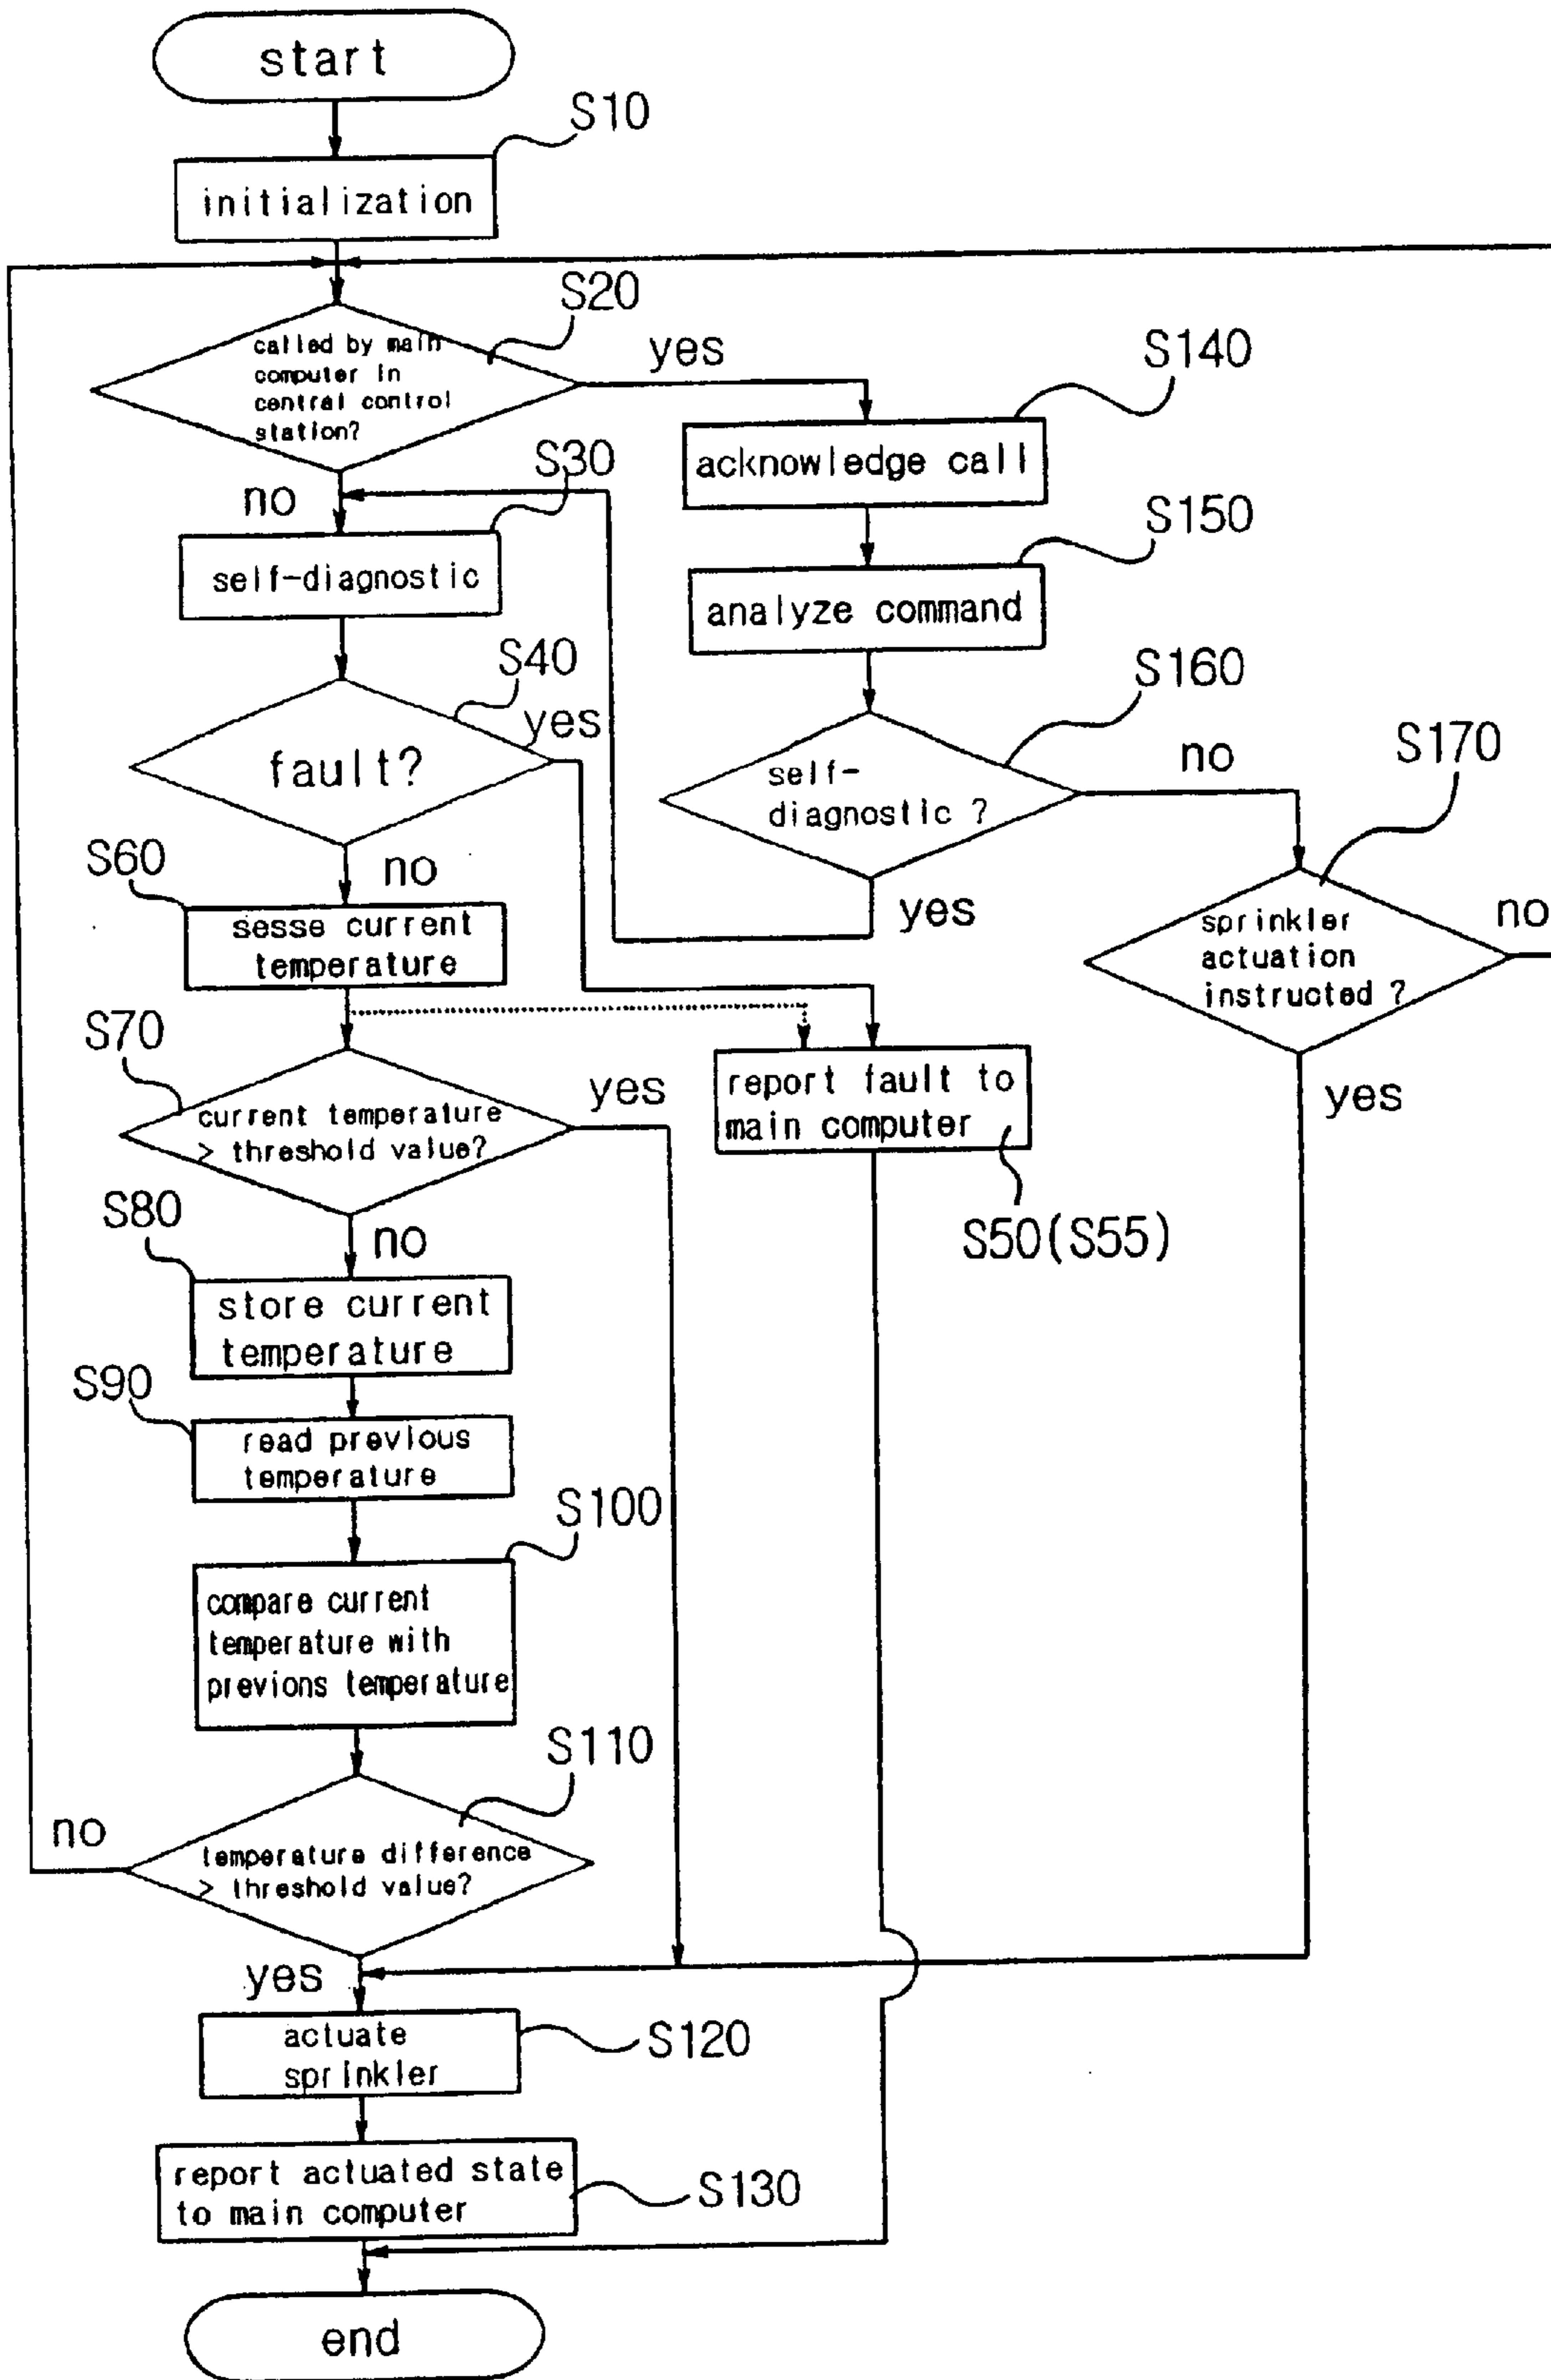 start
S10
initialization
S20
called by main
computer in
central control
station?
yes
S140
acknowledge call
no
S30
self-diagnostic
S150
analyze command
S40
yes
fault?
S160
self-
diagnostic ?
no
S170
sprinkler
actuation
instructed ?
no
yes
yes
no
S60
sesse current
temperature
S70
current temperature
> threshold value?
yes
report fault to
main computer
S50(S55)
no
S80
store current
temperature
S90
read previous
temperature
S100
compare current
temperature with
previons temperature
S110
temperature difference
> threshold value?
no
yes
actuate
sprinkler
S120
report actuated state
to main computer
S130
end